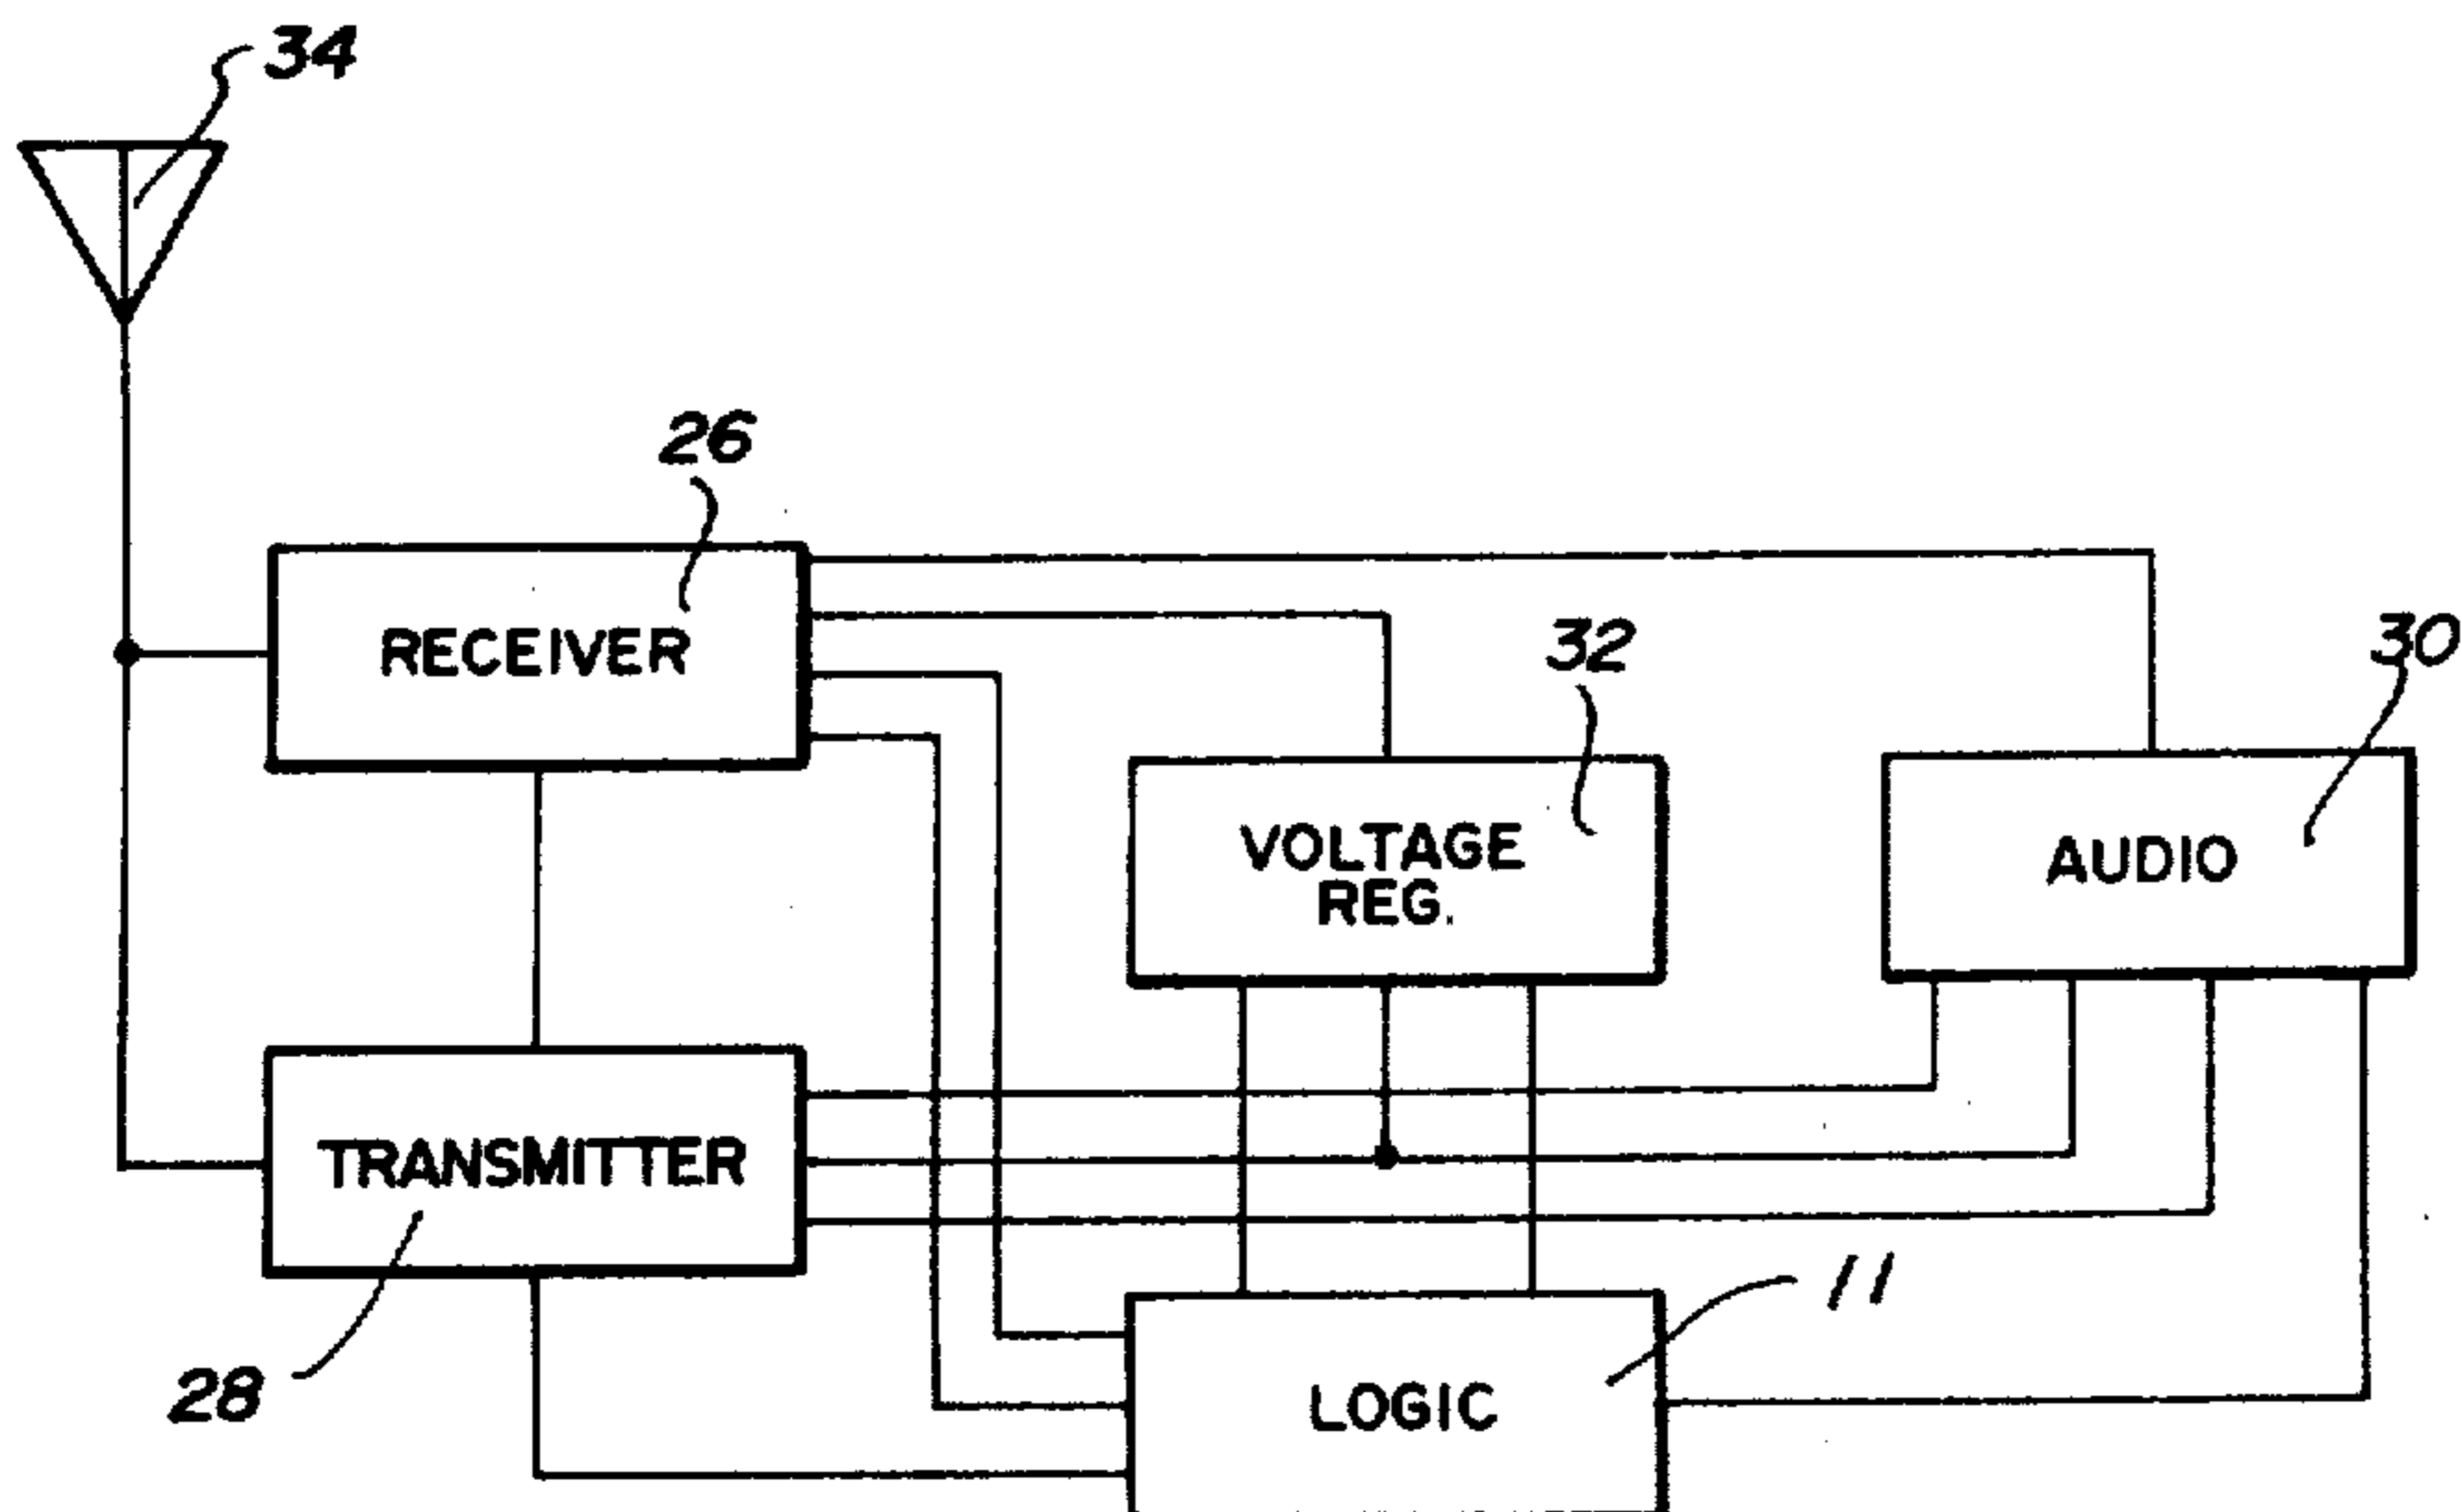 34
26
RECEIVER
32
30
VOLTAGE
REG.
AUDIO
TRANSMITTER
11
28
LOGIC